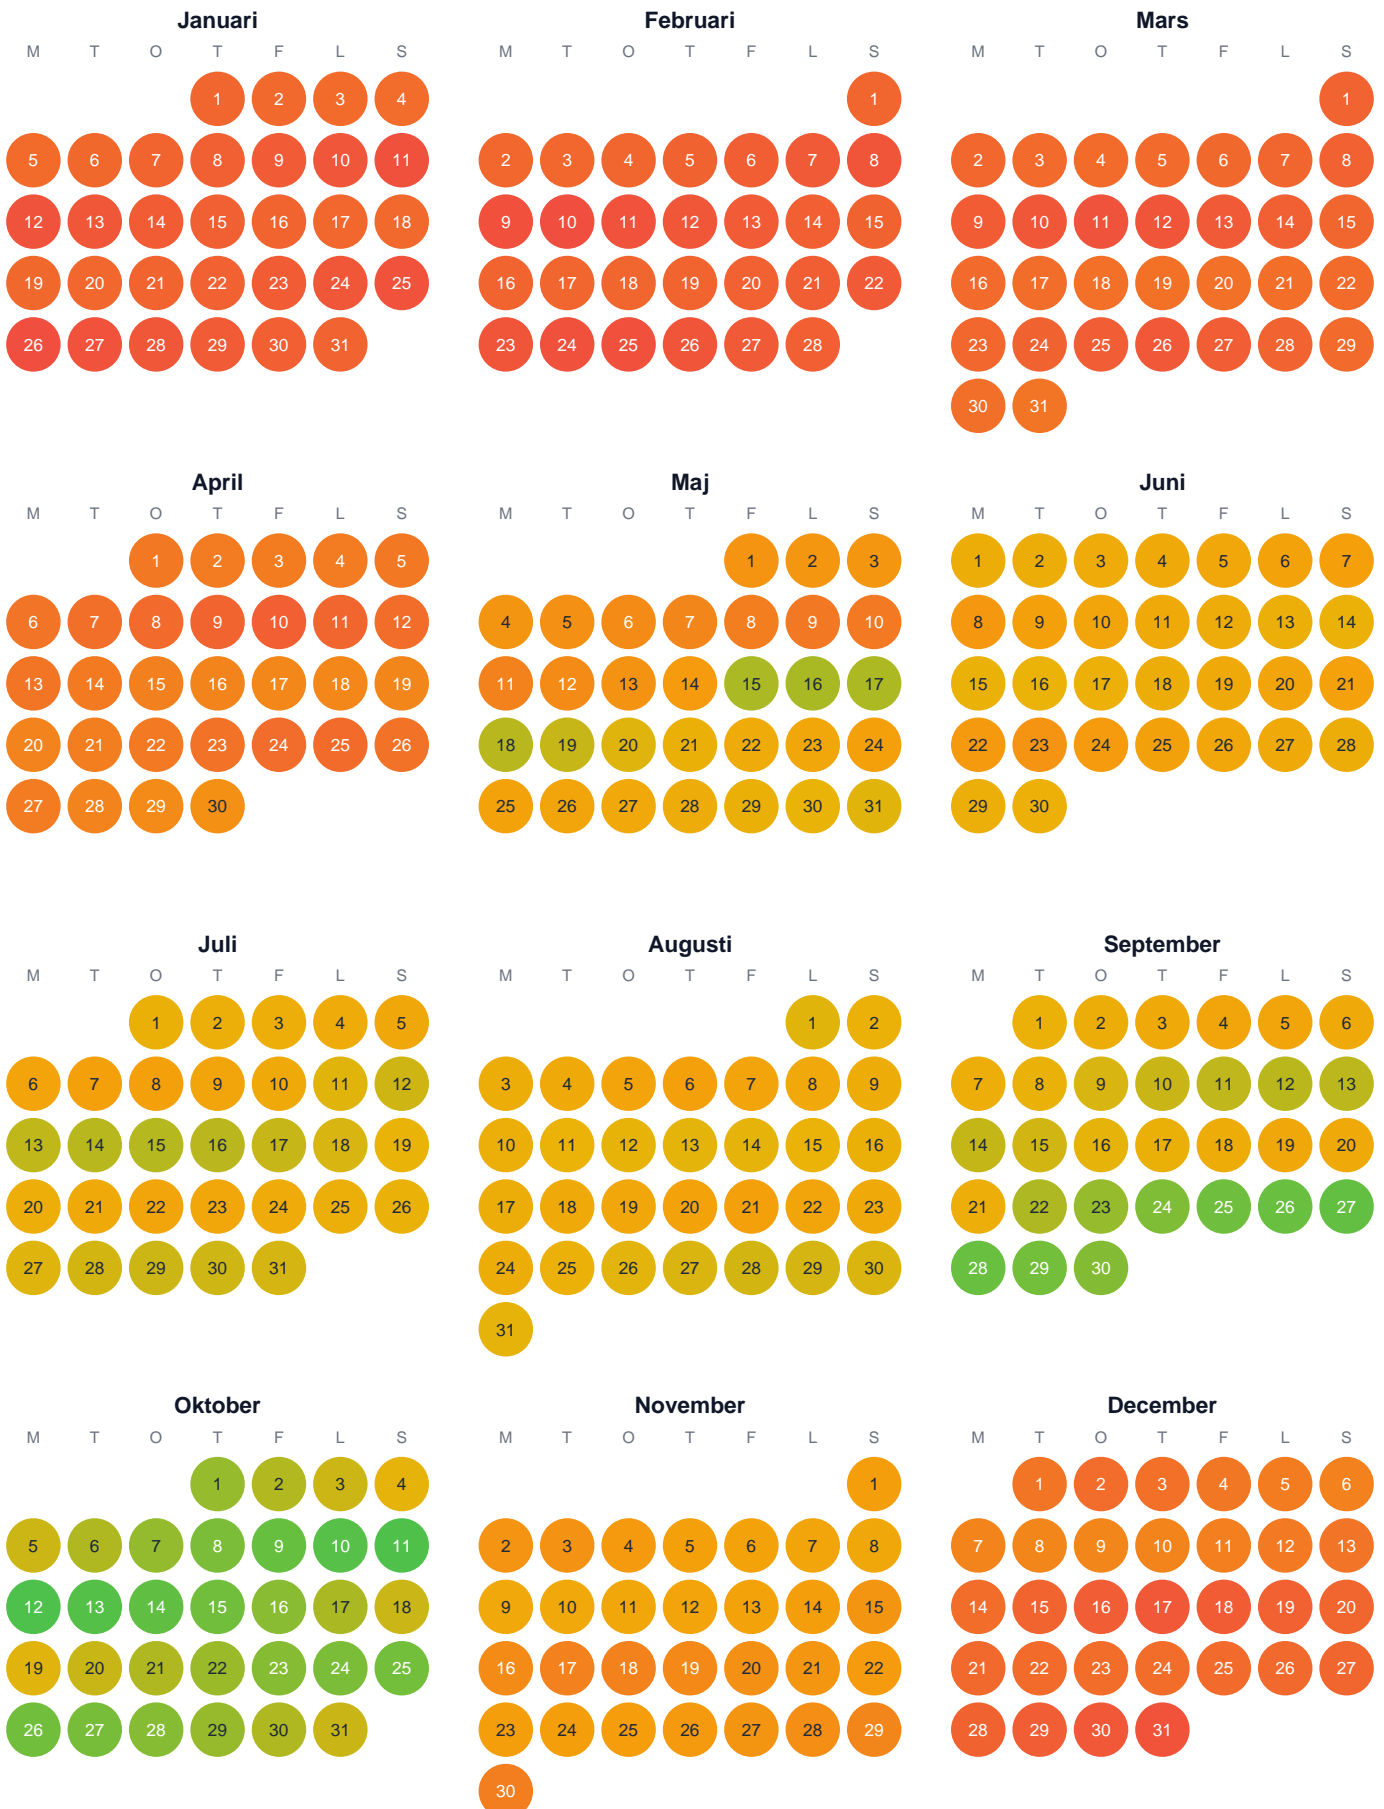 Januari
M T O T F L S
1 2 3 4
5 6 7 8 9 10 11
12 13 14 15 16 17 18
19 20 21 22 23 24 25
26 27 28 29 30 31
Februari
M T O T F L S
1
2 3 4 5 6 7 8
9 10 11 12 13 14 15
16 17 18 19 20 21 22
23 24 25 26 27 28
Mars
M T O T F L S
1
2 3 4 5 6 7 8
9 10 11 12 13 14 15
16 17 18 19 20 21 22
23 24 25 26 27 28 29
30 31
April
M T O T F L S
1 2 3 4 5
6 7 8 9 10 11 12
13 14 15 16 17 18 19
20 21 22 23 24 25 26
27 28 29 30
Maj
M T O T F L S
1 2 3
4 5 6 7 8 9 10
11 12 13 14 15 16 17
18 19 20 21 22 23 24
25 26 27 28 29 30 31
Juni
M T O T F L S
1 2 3 4 5 6 7
8 9 10 11 12 13 14
15 16 17 18 19 20 21
22 23 24 25 26 27 28
29 30
Juli
M T O T F L S
1 2 3 4 5
6 7 8 9 10 11 12
13 14 15 16 17 18 19
20 21 22 23 24 25 26
27 28 29 30 31
Augusti
M T O T F L S
1 2
3 4 5 6 7 8 9
10 11 12 13 14 15 16
17 18 19 20 21 22 23
24 25 26 27 28 29 30
31
September
M T O T F L S
1 2 3 4 5 6
7 8 9 10 11 12 13
14 15 16 17 18 19 20
21 22 23 24 25 26 27
28 29 30
Oktober
M T O T F L S
1 2 3 4
5 6 7 8 9 10 11
12 13 14 15 16 17 18
19 20 21 22 23 24 25
26 27 28 29 30 31
November
M T O T F L S
1
2 3 4 5 6 7 8
9 10 11 12 13 14 15
16 17 18 19 20 21 22
23 24 25 26 27 28 29
30
December
M T O T F L S
1 2 3 4 5 6
7 8 9 10 11 12 13
14 15 16 17 18 19 20
21 22 23 24 25 26 27
28 29 30 31